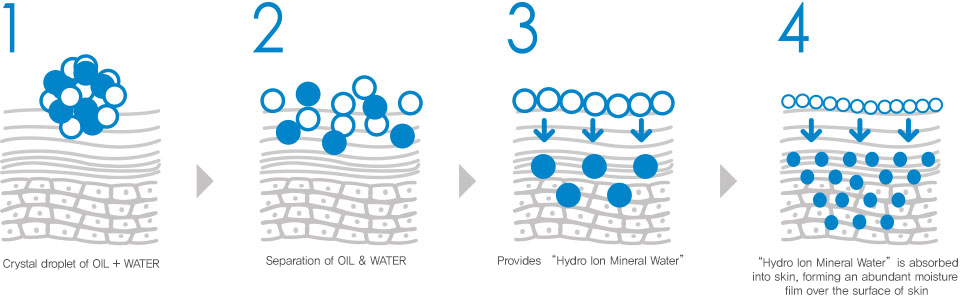 1
2
3
4
Crystal droplet of OIL + WATER
Separation of OIL & WATER
Provides “Hydro Ion Mineral Water”
“Hydro Ion Mineral Water” is absorbed
into skin, forming an abundant moisture
film over the surface of skin